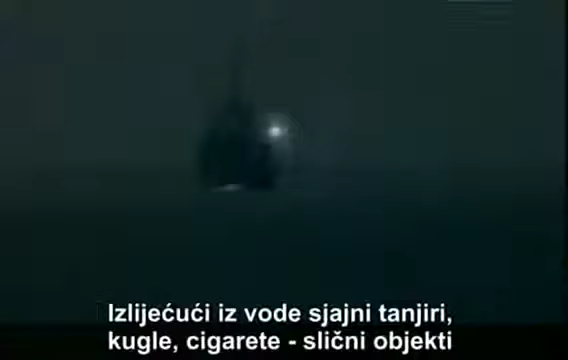 Izlijećući iz vode sjajni tanjiri,
kugle, cigarete - slični objekti